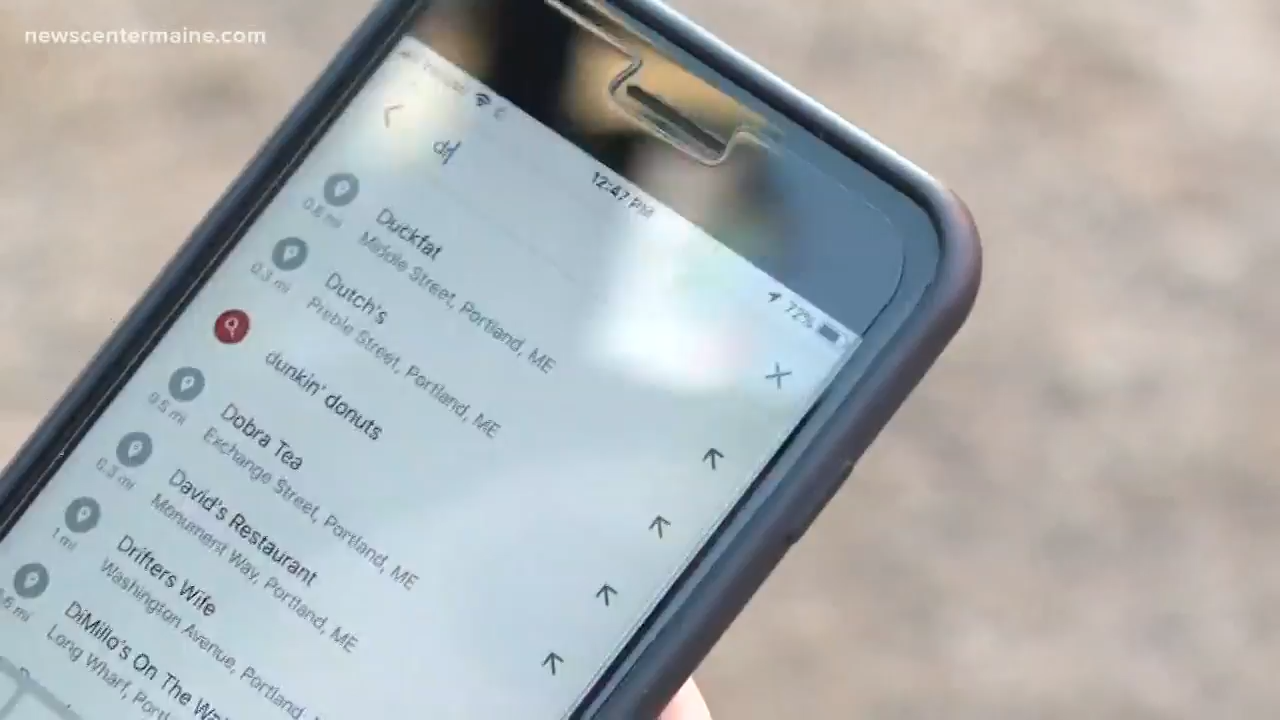 newscentermaine.com
12:47 PM
72%
Duckfat
0.6 mi
Middle Street, Portland, ME
Dutch's
0.3 mi
Preble Street, Portland, ME
dunkin' donuts
Dobra Tea
0.5 mi
Exchange Street, Portland, ME
David's Restaurant
0.3 mi
Monument Way, Portland, ME
Drifters Wife
1 mi
Washington Avenue, Portland,
DiMillo's On The
mi
Long Wharf,